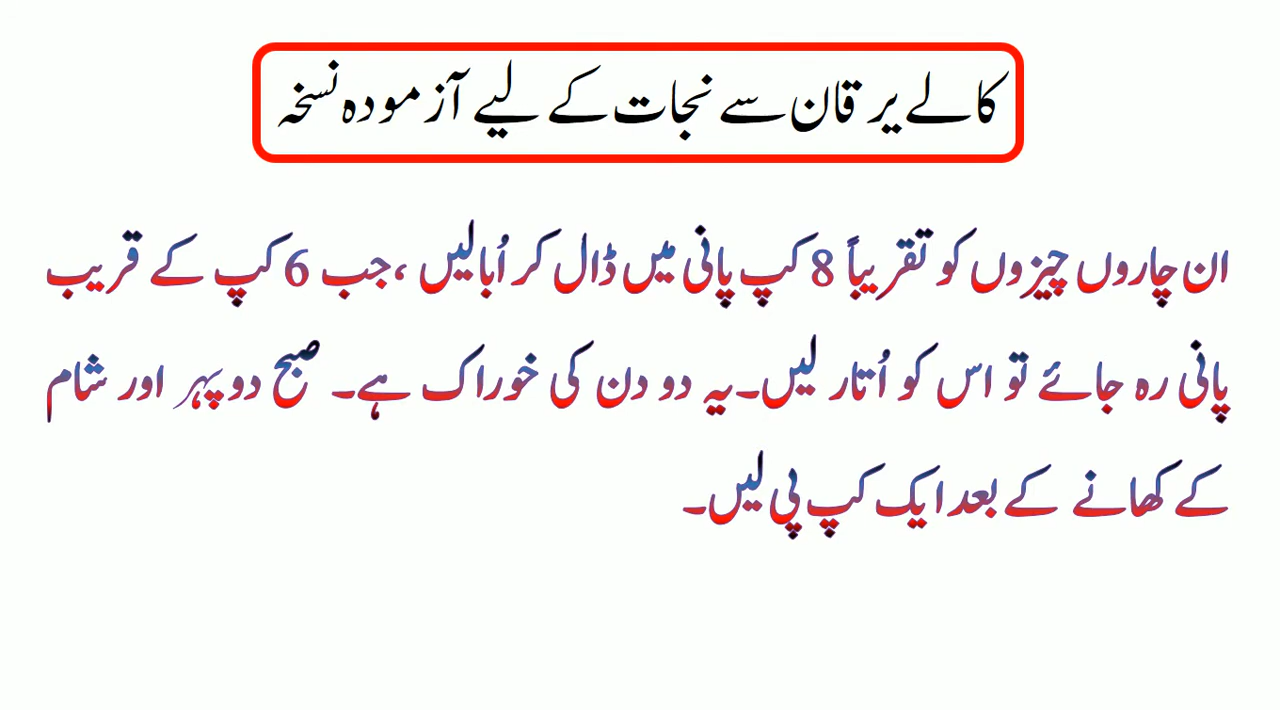 کالے یرقان سے نجات کے لیے آزمودہ نسخہ
ان چاروں چیزوں کو تقریباً 8 کپ پانی میں ڈال کر اُبالیں ،جب 6 کپ کے قریب
پانی رہ جائے تو اس کو اُتار لیں۔یہ دو دن کی خوراک ہے۔ صبح دوپہر اور شام
کے کھانے کے بعد ایک کپ پی لیں۔